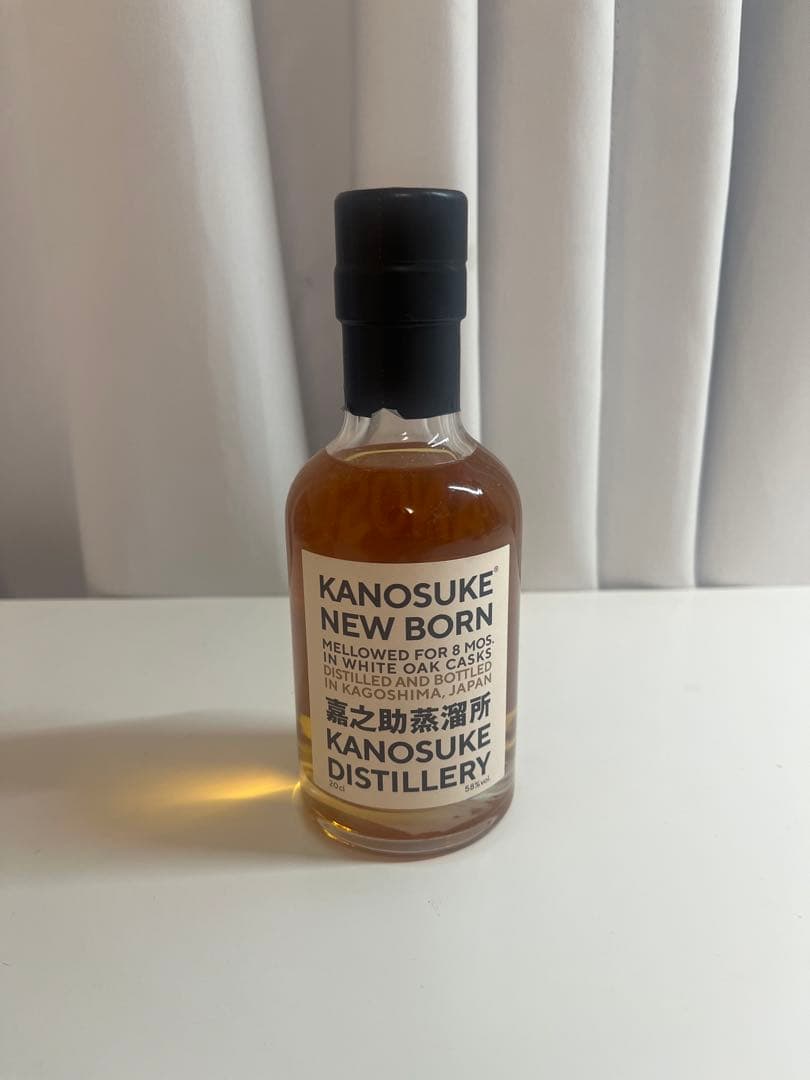 KANOSUKE®
NEW BORN
MELLOWED FOR 8 MOS.
IN WHITE OAK CASKS
DISTILLED AND BOTTLED
IN KAGOSHIMA, JAPAN
嘉之助蒸溜所
KANOSUKE
DISTILLERY
20cl 58%vol.